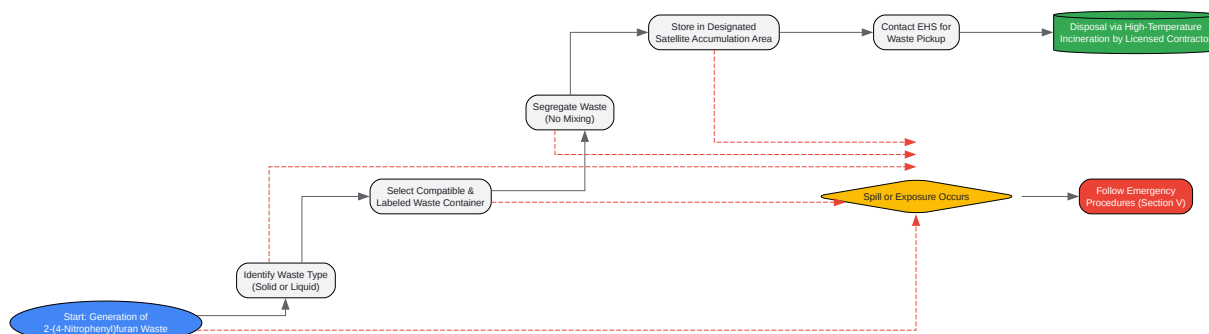 Store in Designated
Satellite Accumulation Area
Contact EHS for
Waste Pickup
Disposal via High-Temperature
Incineration by Licensed Contractor
Segregate Waste
(No Mixing)
Select Compatible &
Labeled Waste Container
Spill or Exposure Occurs
Follow Emergency
Procedures (Section V)
Identify Waste Type
(Solid or Liquid)
Start: Generation of
2-(4-Nitrophenyl)furan Waste